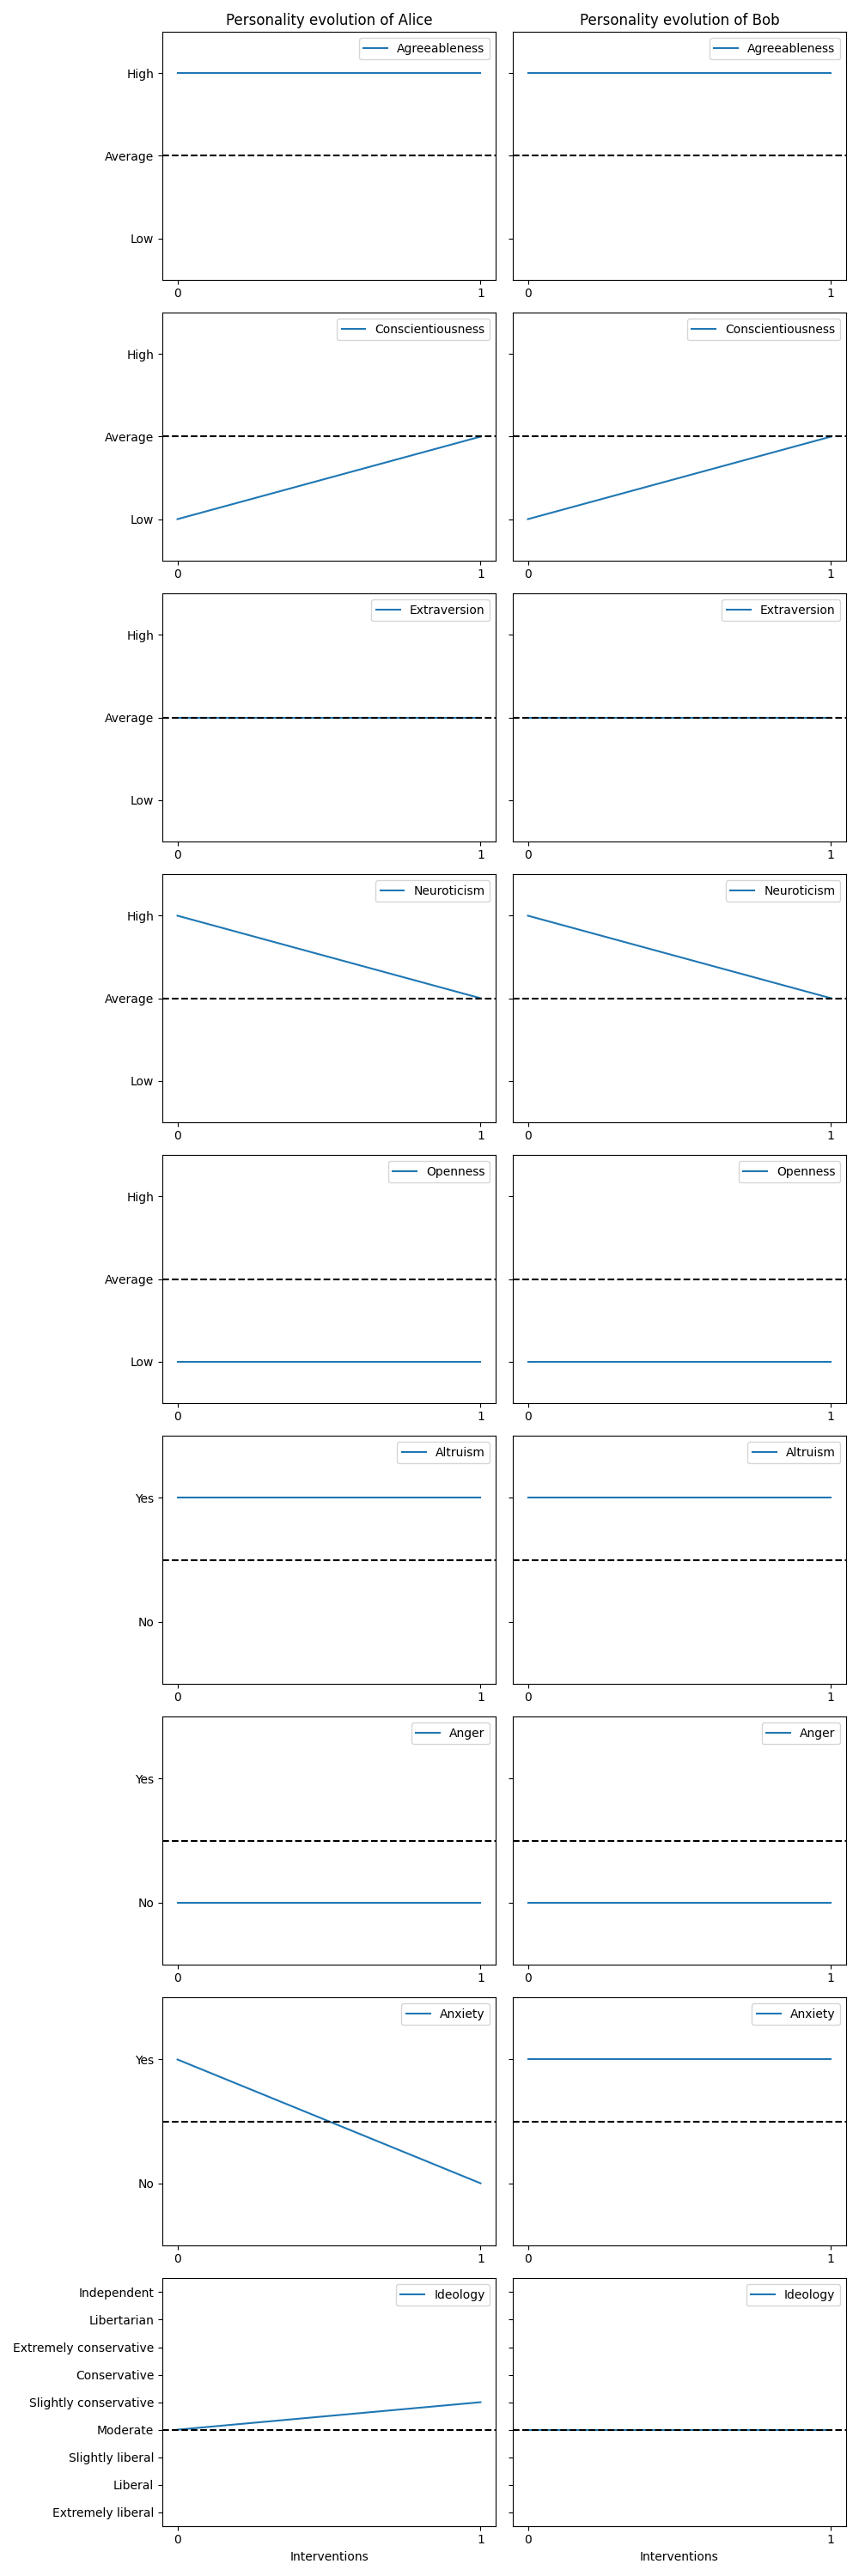 Personality evolution of Alice
Personality evolution of Bob
Agreeableness
Agreeableness
High
Average
Low
0
1
0
1
Conscientiousness
Conscientiousness
High
Average
Low
0
1
0
1
Extraversion
Extraversion
High
Average
Low
0
1
0
1
Neuroticism
Neuroticism
High
Average
Low
0
1
0
1
Openness
Openness
High
Average
Low
0
1
0
1
Altruism
Altruism
Yes
No
0
1
0
1
Anger
Anger
Yes
No
0
1
0
1
Anxiety
Anxiety
Yes
No
0
1
0
1
Ideology
Ideology
Independent
Libertarian
Extremely conservative
Conservative
Slightly conservative
Moderate
Slightly liberal
Liberal
Extremely liberal
0
1
0
1
Interventions
Interventions